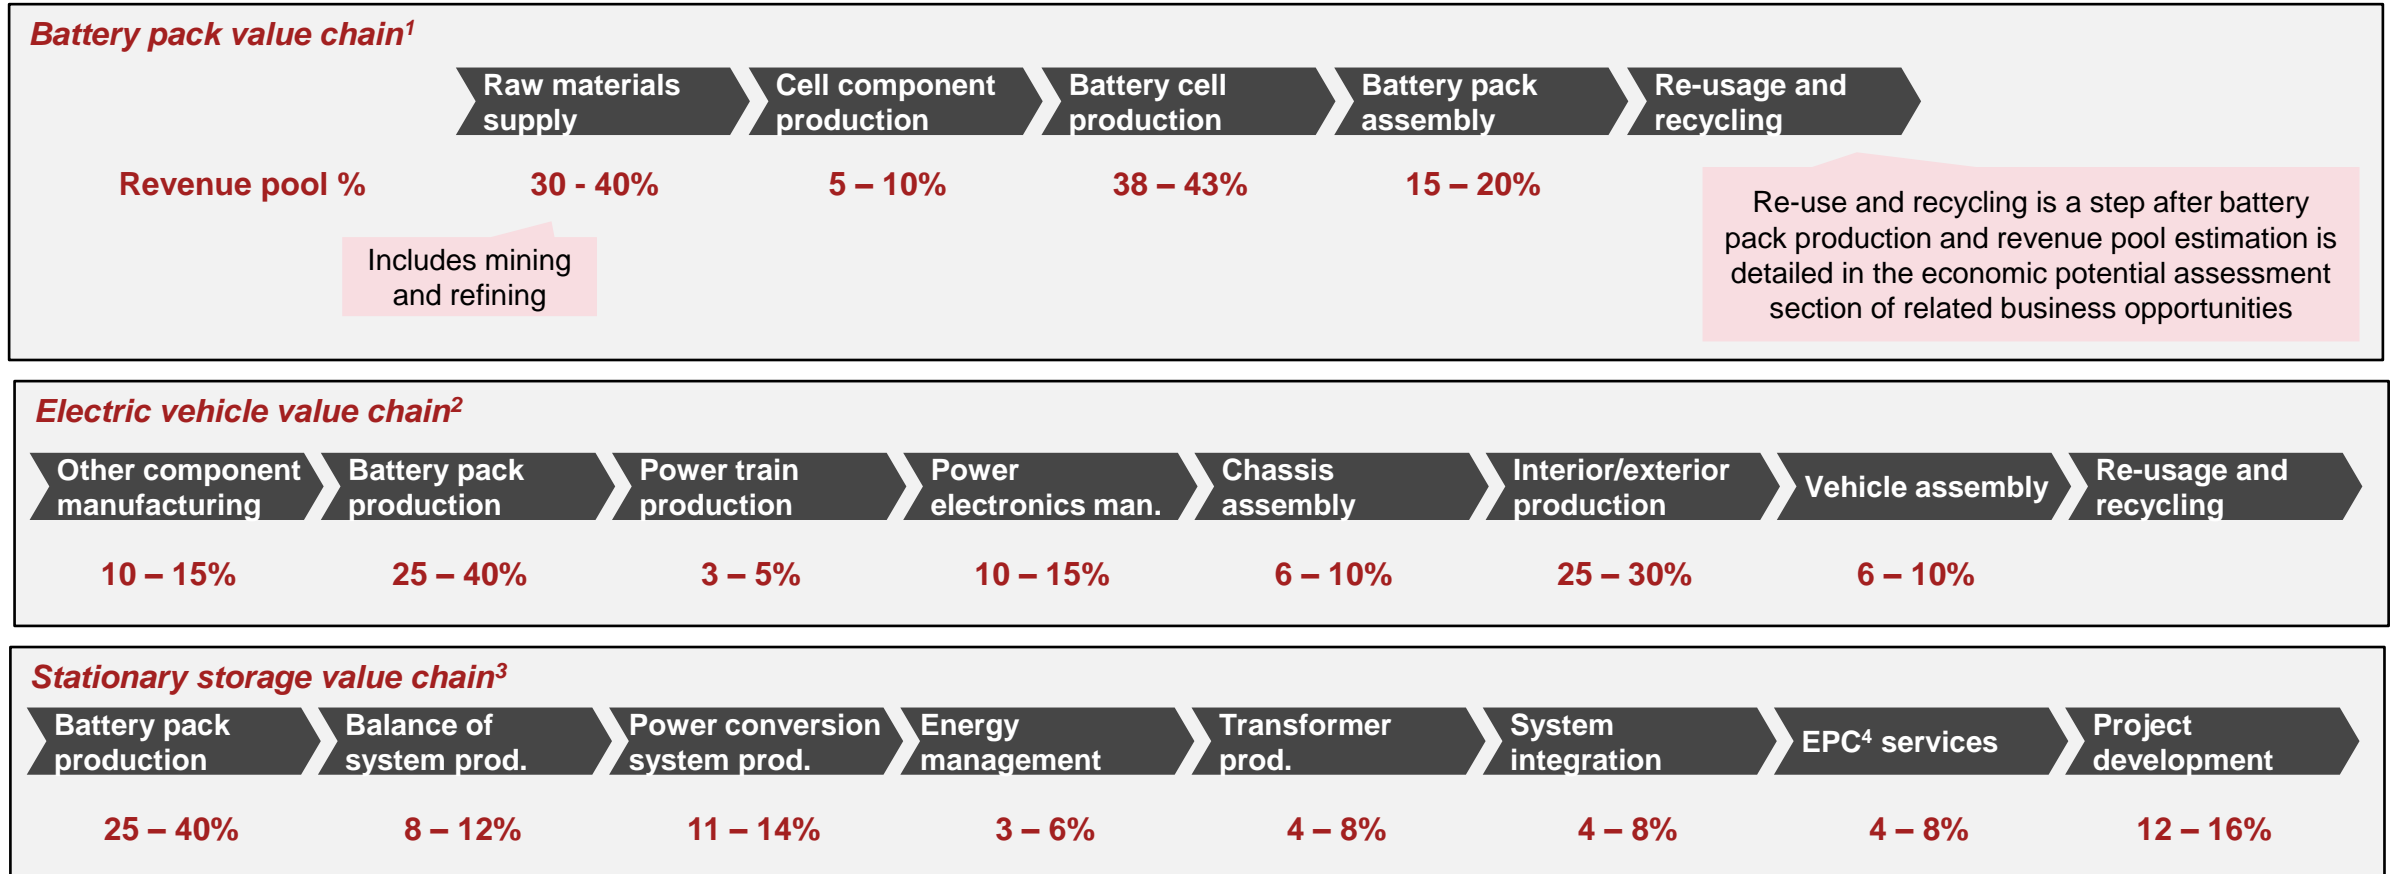 Battery pack value chain1
Raw materials supply
Cell component production
Battery cell production
Battery pack assembly
Re-usage and recycling
Revenue pool %
30 - 40%
5 – 10%
38 – 43%
15 – 20%
Includes mining
and refining
Re-use and recycling is a step after battery
pack production and revenue pool estimation is
detailed in the economic potential assessment
section of related business opportunities
Electric vehicle value chain2
Other component
manufacturing
Battery pack
production
Power train
production
Power
electronics man.
Chassis
assembly
Interior/exterior
production
Vehicle assembly
Re-usage and
recycling
10 – 15%
25 – 40%
3 – 5%
10 – 15%
6 – 10%
25 – 30%
6 – 10%
Stationary storage value chain3
Battery pack
production
Balance of
system prod.
Power conversion
system prod.
Energy
management
Transformer
prod.
System
integration
EPC4 services
Project
development
25 – 40%
8 – 12%
11 – 14%
3 – 6%
4 – 8%
4 – 8%
4 – 8%
12 – 16%